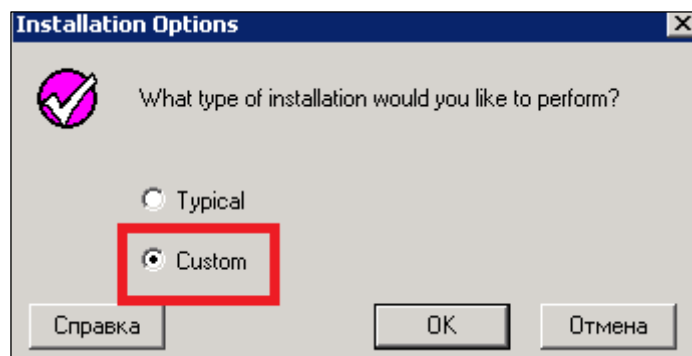 Installation Options
What type of installation would you like to perform?
Typical
Custom
Справка
OK
Отмена